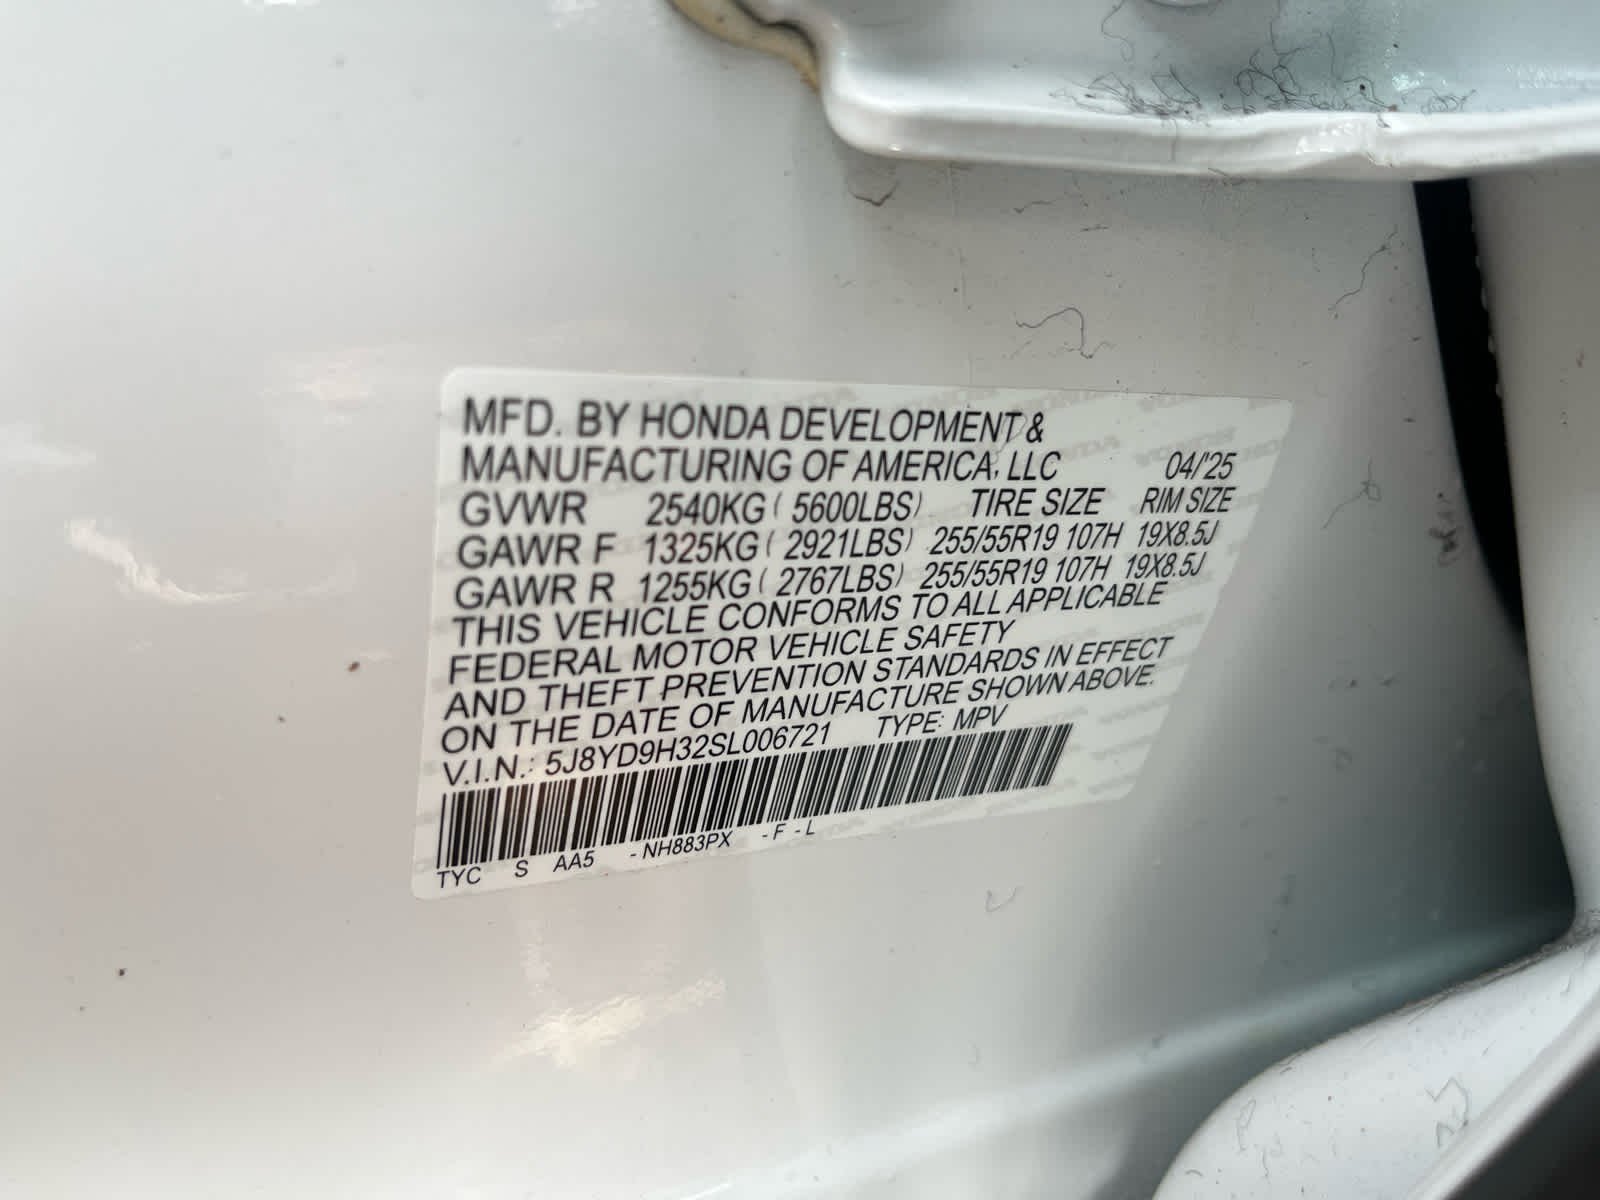 MFD. BY HONDA DEVELOPMENT &
MANUFACTURING OF AMERICA, LLC 04/'25
GVWR 2540KG ( 5600LBS) TIRE SIZE RIM SIZE
GAWR F 1325KG ( 2921LBS) 255/55R19 107H 19X8.5J
GAWR R 1255KG ( 2767LBS) 255/55R19 107H 19X8.5J
THIS VEHICLE CONFORMS TO ALL APPLICABLE
FEDERAL MOTOR VEHICLE SAFETY
AND THEFT PREVENTION STANDARDS IN EFFECT
ON THE DATE OF MANUFACTURE SHOWN ABOVE.
V.I.N.: 5J8YD9H32SL006721 TYPE: MPV
TYC S AA5 - NH883PX - F - L